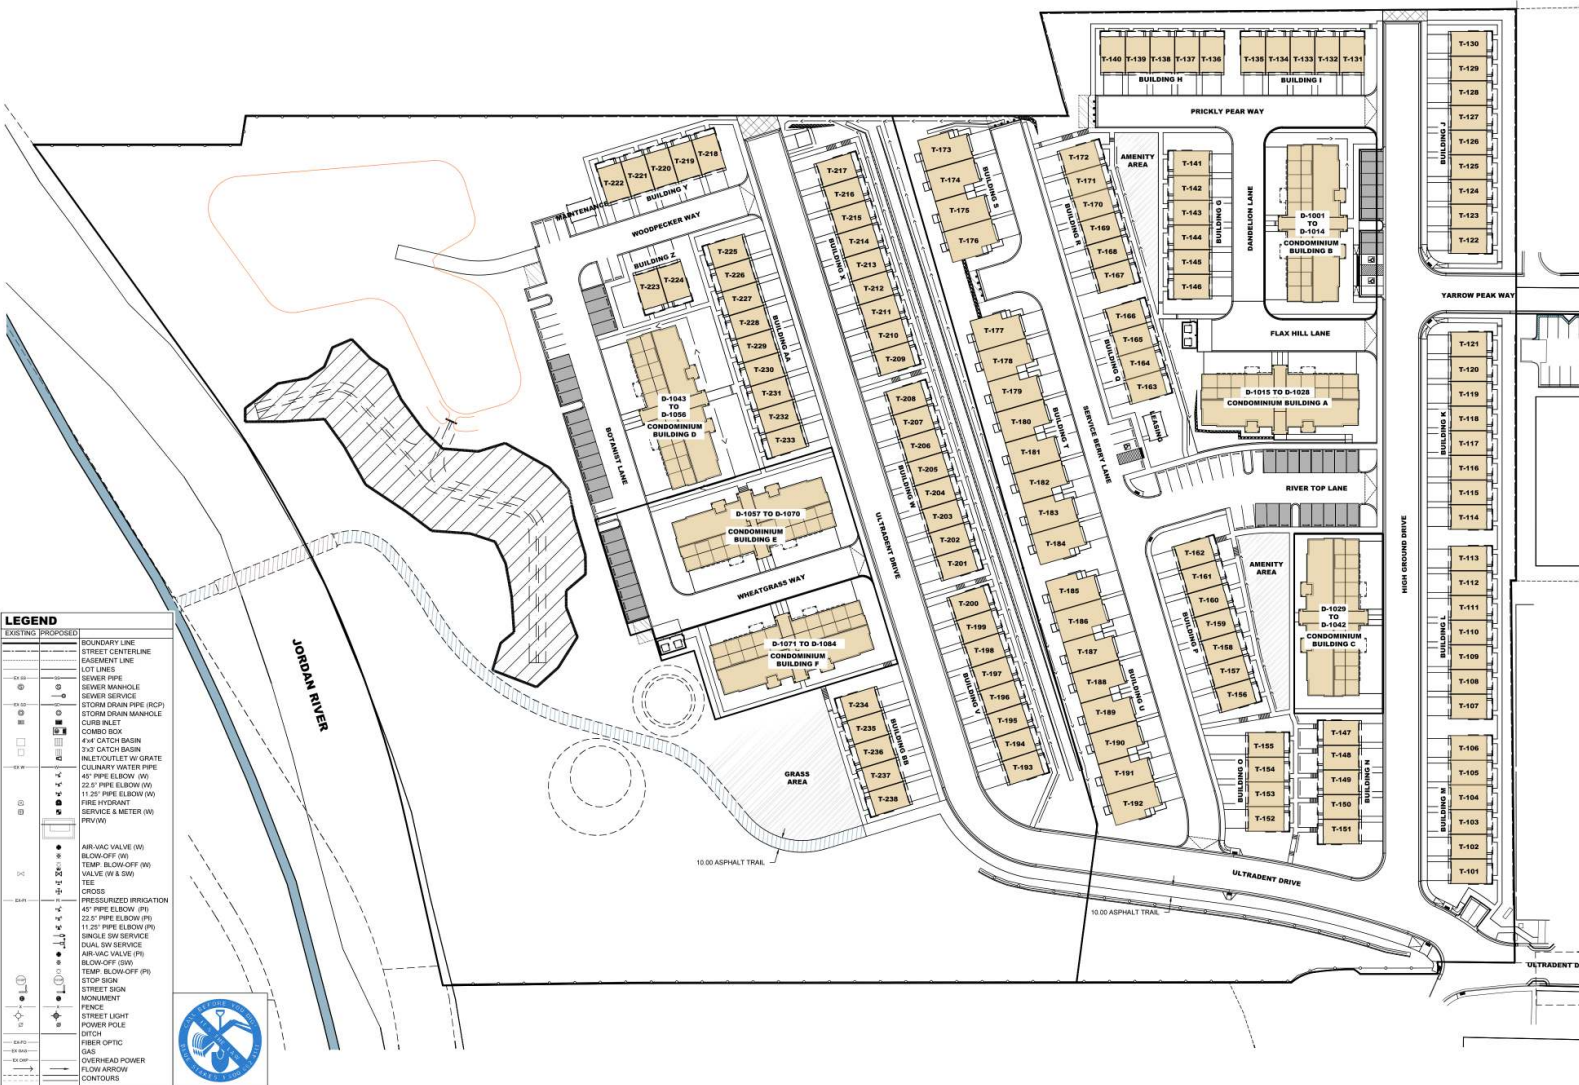 T-140 T-139 T-138 T-137 T-136
BUILDING H
T-135 T-134 T-133 T-132 T-131
BUILDING I
PRICKLY PEAR WAY
T-130
T-129
T-128
T-127
T-126
T-125
T-124
T-123
T-122
BUILDING J
YARROW PEAK WAY
T-222 T-221 T-220 T-219 T-218
BUILDING Y
MAINTENANCE
WOODPECKER WAY
BUILDING Z
T-223 T-224
T-217
T-216
T-215
T-214
T-213
T-212
T-211
T-210
T-209
BUILDING X
T-173
T-174
T-175
T-176
BUILDING S
T-172
T-171
T-170
T-169
T-168
T-167
BUILDING R
AMENITY
AREA
T-141
T-142
T-143
T-144
T-145
T-146
BUILDING G
DANDELION LANE
D-1001
TO
D-1014
CONDOMINIUM
BUILDING B
FLAX HILL LANE
T-225
T-226
T-227
T-228
T-229
T-230
T-231
T-232
T-233
BUILDING AA
D-1043
TO
D-1056
CONDOMINIUM
BUILDING D
BOTANIST LANE
T-208
T-207
T-206
T-205
T-204
T-203
T-202
T-201
BUILDING W
ULTRADENT DRIVE
T-177
T-178
T-179
T-180
T-181
T-182
T-183
T-184
BUILDING T
SERVICE BERRY LANE
T-166
T-165
T-164
T-163
BUILDING Q
LEASING
D-1015 TO D-1028
CONDOMINIUM BUILDING A
RIVER TOP LANE
HIGH GROUND DRIVE
T-121
T-120
T-119
T-118
T-117
T-116
T-115
T-114
BUILDING K
D-1057 TO D-1070
CONDOMINIUM
BUILDING E
WHEATGRASS WAY
D-1071 TO D-1084
CONDOMINIUM
BUILDING F
T-200
T-199
T-198
T-197
T-196
T-195
T-194
T-193
BUILDING V
T-185
T-186
T-187
T-188
T-189
T-190
T-191
T-192
BUILDING U
T-162
T-161
T-160
T-159
T-158
T-157
T-156
BUILDING P
AMENITY
AREA
D-1029
TO
D-1042
CONDOMINIUM
BUILDING C
T-113
T-112
T-111
T-110
T-109
T-108
T-107
BUILDING L
T-234
T-235
T-236
T-237
T-238
BUILDING BB
GRASS
AREA
T-155
T-154
T-153
T-152
BUILDING O
T-147
T-148
T-149
T-150
T-151
BUILDING N
T-106
T-105
T-104
T-103
T-102
T-101
BUILDING M
10.00 ASPHALT TRAIL
ULTRADENT DRIVE
10.00 ASPHALT TRAIL
ULTRADENT D
JORDAN RIVER
LEGEND
EXISTING PROPOSED
BOUNDARY LINE
STREET CENTERLINE
EASEMENT LINE
LOT LINES
SEWER PIPE
SEWER MANHOLE
SEWER SERVICE
STORM DRAIN PIPE (RCP)
STORM DRAIN MANHOLE
CURB INLET
COMBO BOX
4'x4' CATCH BASIN
3'x3' CATCH BASIN
INLET/OUTLET W/ GRATE
CULINARY WATER PIPE
45° PIPE ELBOW (W)
22.5° PIPE ELBOW (W)
11.25° PIPE ELBOW (W)
FIRE HYDRANT
SERVICE & METER (W)
PRV(W)
AIR-VAC VALVE (W)
BLOW-OFF (W)
TEMP. BLOW-OFF (W)
VALVE (W & SW)
TEE
CROSS
PRESSURIZED IRRIGATION
45° PIPE ELBOW (PI)
22.5° PIPE ELBOW (PI)
11.25° PIPE ELBOW (PI)
SINGLE SW SERVICE
DUAL SW SERVICE
AIR-VAC VALVE (PI)
BLOW-OFF (SW)
TEMP. BLOW-OFF (PI)
STOP SIGN
STREET SIGN
MONUMENT
FENCE
STREET LIGHT
POWER POLE
DITCH
FIBER OPTIC
GAS
OVERHEAD POWER
FLOW ARROW
CONTOURS
CALL BEFORE YOU DIG
IT'S THE LAW